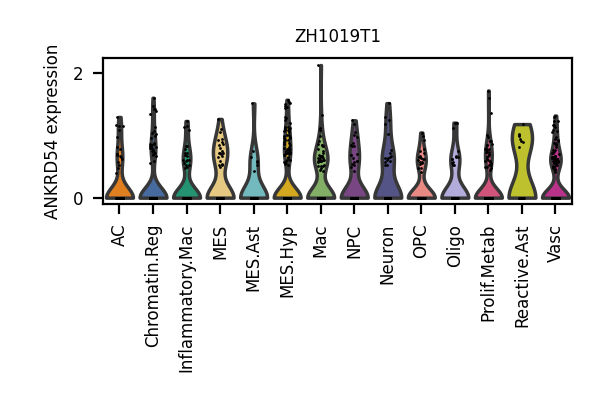 ZH1019T1
ANKRD54 expression
2
0
AC
Chromatin.Reg
Inflammatory.Mac
MES
MES.Ast
MES.Hyp
Mac
NPC
Neuron
OPC
Oligo
Prolif.Metab
Reactive.Ast
Vasc